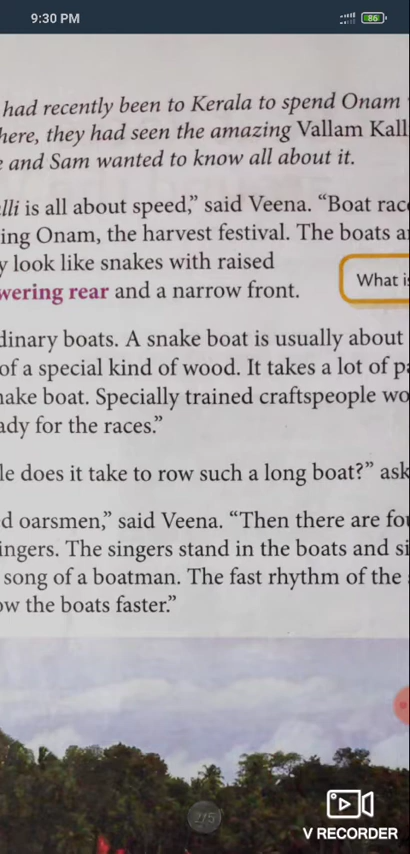 9:30 PM
86
had recently been to Kerala to spend Onam
here, they had seen the amazing Vallam Kall
e and Sam wanted to know all about it.
lli is all about speed,” said Veena. “Boat rac
ing Onam, the harvest festival. The boats a
y look like snakes with raised
wering rear and a narrow front.
What is
dinary boats. A snake boat is usually about
of a special kind of wood. It takes a lot of pa
nake boat. Specially trained craftspeople wo
ady for the races.”
le does it take to row such a long boat?” ask
d oarsmen,” said Veena. “Then there are fou
ingers. The singers stand in the boats and si
song of a boatman. The fast rhythm of the
ow the boats faster.”
2/5
V RECORDER